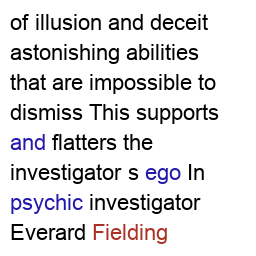 of illusion and deceit
astonishing abilities
that are impossible to
dismiss This supports
and flatters the
investigator s ego In
psychic investigator
Everard Fielding